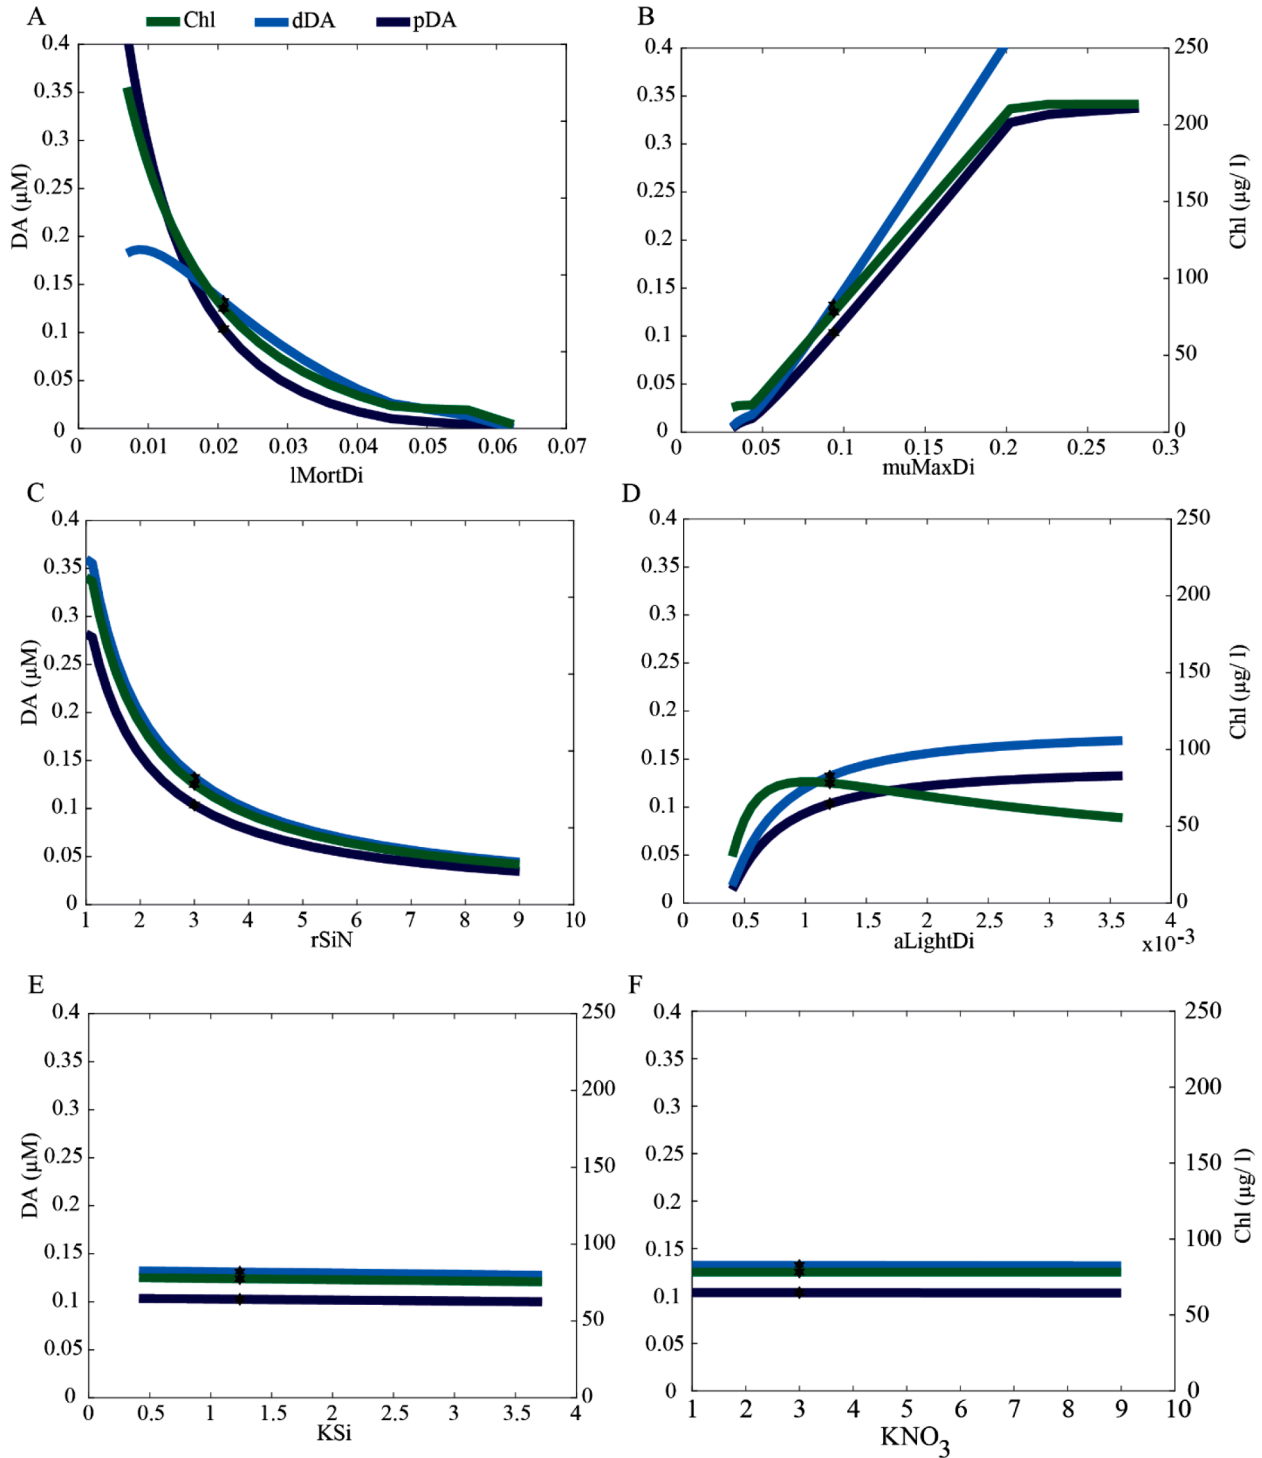 A Chl dDA pDA B
0.4 0.4 250
0.35 0.35
0.3 0.3 200
0.25 0.25
DA (μM) 0.2 0.2 150 Chl (μg/ l)
0.15 0.15 100
0.1 0.1
0.05 0.05 50
0 0 0
0 0.01 0.02 0.03 0.04 0.05 0.06 0.07 0 0.05 0.1 0.15 0.2 0.25 0.3
lMortDi muMaxDi
C D
0.4 0.4 250
0.35 0.35
0.3 0.3 200
0.25 0.25
DA (μM) 0.2 0.2 150 Chl (μg/ l)
0.15 0.15 100
0.1 0.1
0.05 0.05 50
0 0 0
1 2 3 4 5 6 7 8 9 10 0 0.5 1 1.5 2 2.5 3 3.5 4
rSiN aLightDi x10-3
E F
0.4 250 0.4 250
0.35 0.35
0.3 200 0.3 200
0.25 0.25
DA (μM) 0.2 150 0.2 150 Chl (μg/ l)
0.15 100 0.15 100
0.1 0.1
0.05 50 0.05 50
0 0 0 0
0 0.5 1 1.5 2 2.5 3 3.5 4 1 2 3 4 5 6 7 8 9 10
KSi KNO3